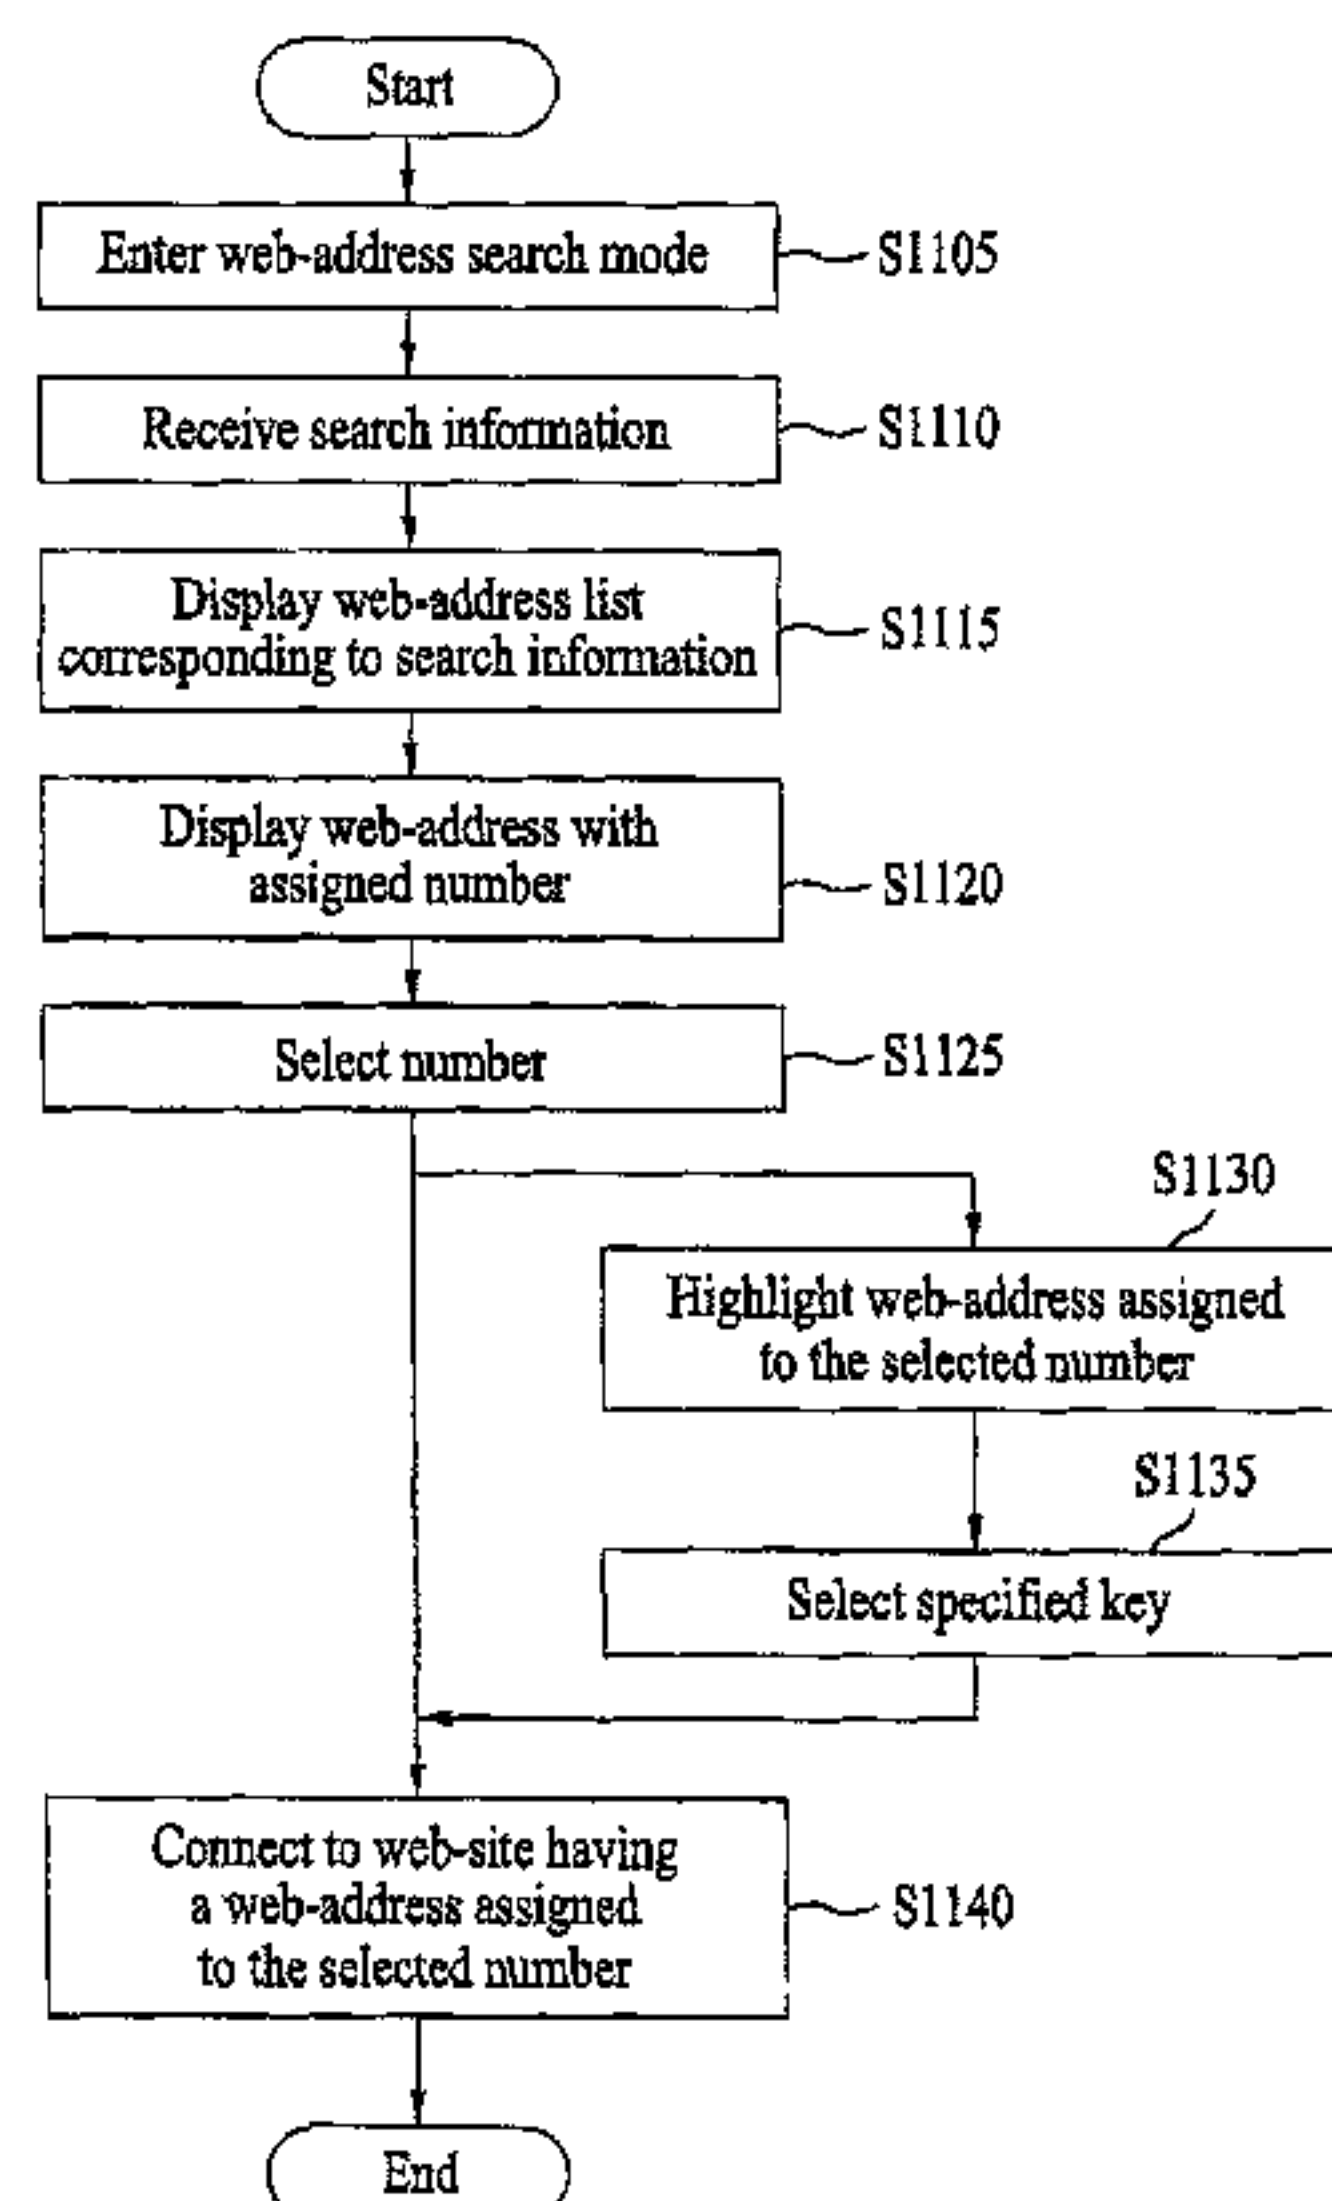 Start
Enter web-address search mode
S1105
Receive search information
S1110
Display web-address list
corresponding to search information
S1115
Display web-address with
assigned number
S1120
Select number
S1125
S1130
Highlight web-address assigned
to the selected number
S1135
Select specified key
Connect to web-site having
a web-address assigned
to the selected number
S1140
End